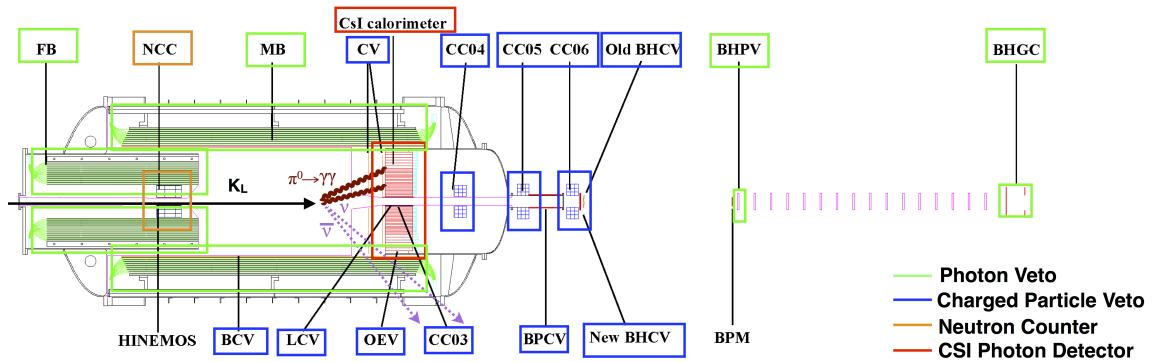 CsI calorimeter
FB
NCC
MB
CV
CC04
CC05 CC06
Old BHCV
BHPV
BHGC
π⁰→γγ
K_L
ν
ν̅
HINEMOS
BCV
LCV
OEV
CC03
BPCV
New BHCV
BPM
Photon Veto
Charged Particle Veto
Neutron Counter
CSI Photon Detector